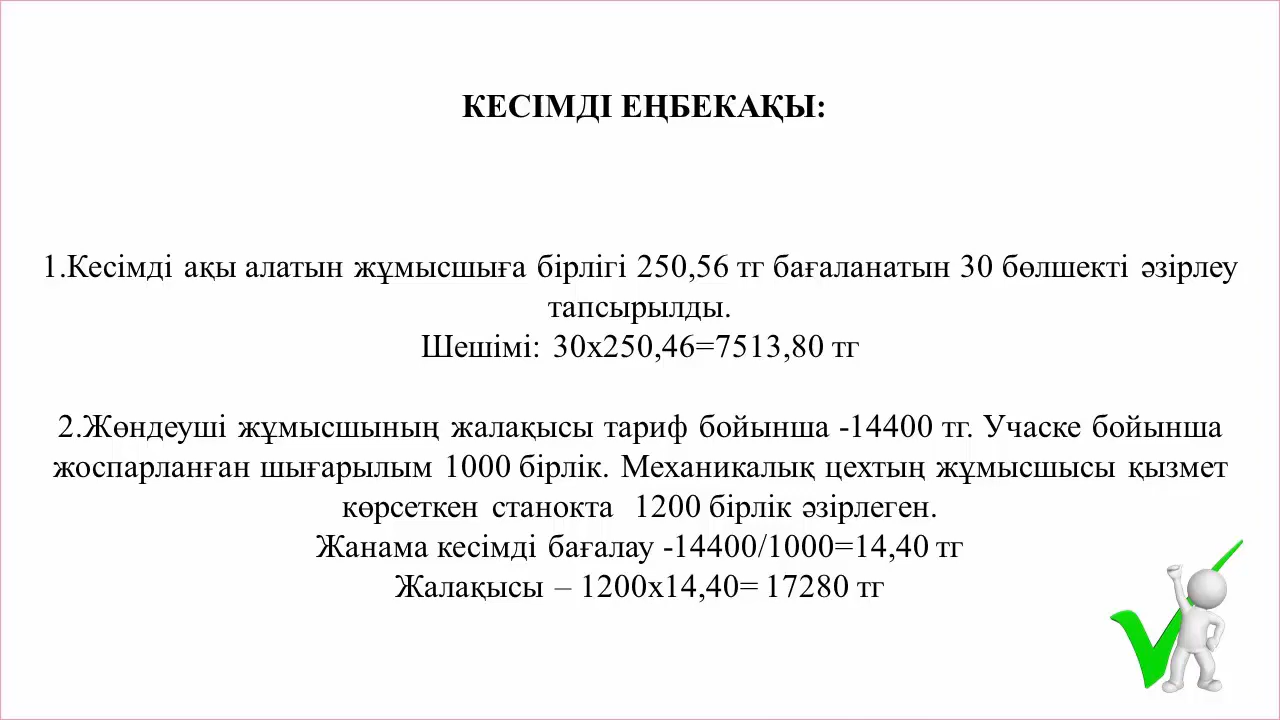 КЕСІМДІ ЕҢБЕКАҚЫ:
1.Кесімді ақы алатын жұмысшыға бірлігі 250,56 тг бағаланатын 30 бөлшекті әзірлеу
тапсырылды.
Шешімі: 30х250,46=7513,80 тг
2.Жөндеуші жұмысшының жалақысы тариф бойынша -14400 тг. Учаске бойынша
жоспарланған шығарылым 1000 бірлік. Механикалық цехтың жұмысшысы қызмет
көрсеткен станокта 1200 бірлік әзірлеген.
Жанама кесімді бағалау -14400/1000=14,40 тг
Жалақысы – 1200х14,40= 17280 тг